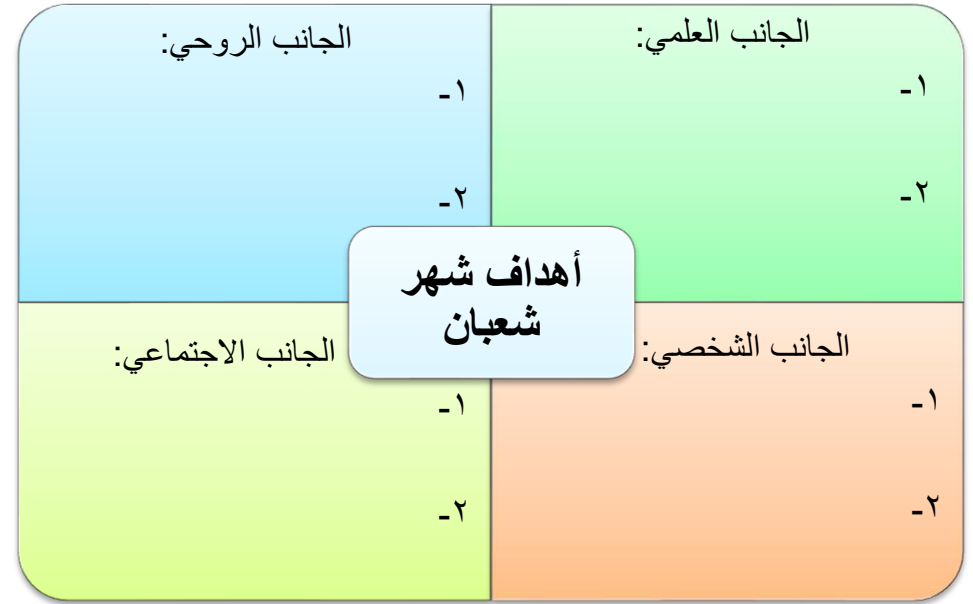 الجانب العلمي:
١-
٢-
الجانب الروحي:
١-
٢-
أهداف شهر
شعبان
الجانب الشخصي:
١-
٢-
الجانب الاجتماعي:
١-
٢-